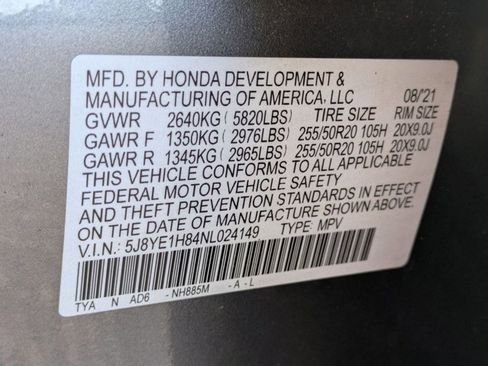 MFD. BY HONDA DEVELOPMENT &
MANUFACTURING OF AMERICA, LLC 08/'21
GVWR 2640KG (5820LBS) TIRE SIZE RIM SIZE
GAWR F 1350KG (2976LBS) 255/50R20 105H 20X9.0J
GAWR R 1345KG (2965LBS) 255/50R20 105H 20X9.0J
THIS VEHICLE CONFORMS TO ALL APPLICABLE
FEDERAL MOTOR VEHICLE SAFETY
AND THEFT PREVENTION STANDARDS IN EFFECT
ON THE DATE OF MANUFACTURE SHOWN ABOVE.
V.I.N.: 5J8YE1H84NL024149 TYPE: MPV
TYA N AD6 -NH885M -A-L